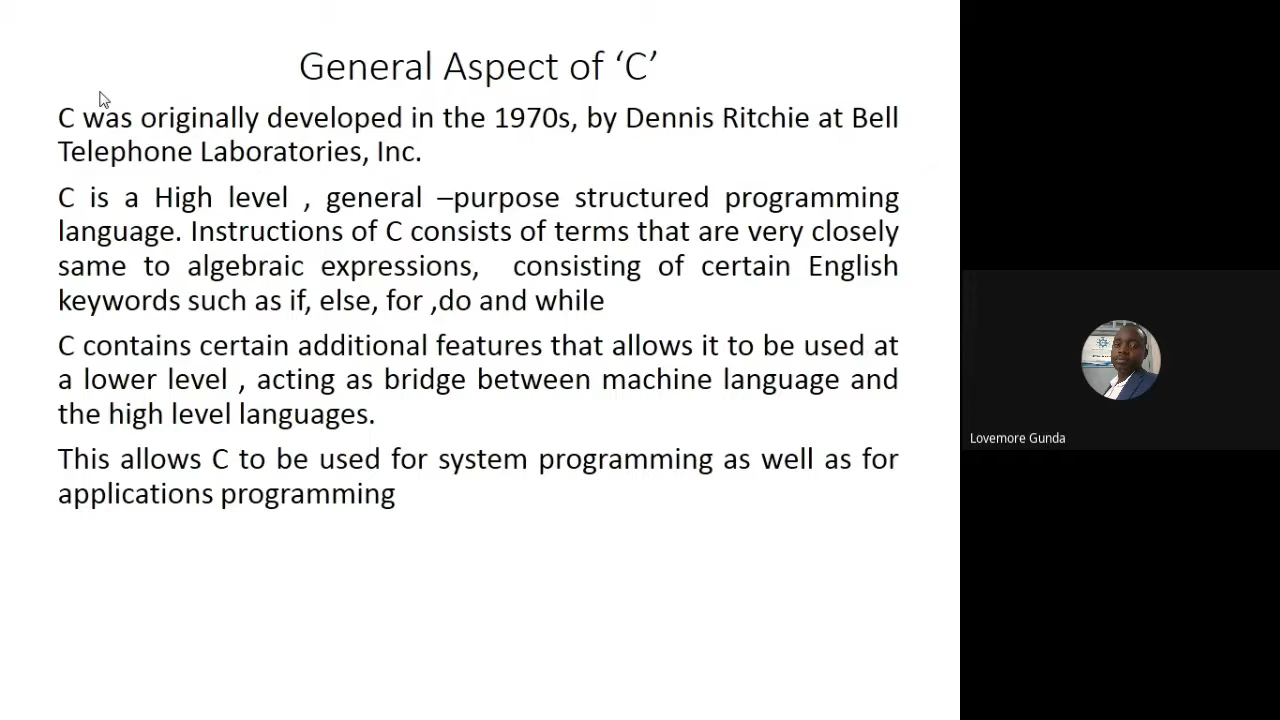 General Aspect of ‘C’
C was originally developed in the 1970s, by Dennis Ritchie at Bell
Telephone Laboratories, Inc.
C is a High level , general –purpose structured programming
language. Instructions of C consists of terms that are very closely
same to algebraic expressions, consisting of certain English
keywords such as if, else, for ,do and while
C contains certain additional features that allows it to be used at
a lower level , acting as bridge between machine language and
the high level languages.
This allows C to be used for system programming as well as for
applications programming
Lovemore Gunda